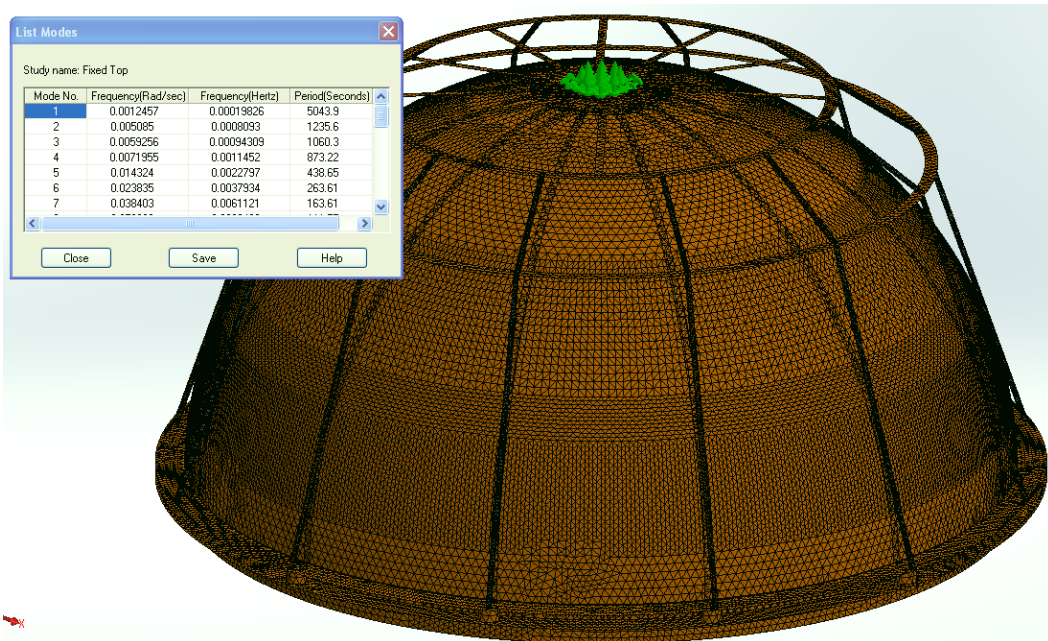 List Modes
Study name: Fixed Top
Mode No. Frequency(Rad/sec) Frequency(Hertz) Period(Seconds)
1 0.0012457 0.00019826 5043.9
2 0.005085 0.0008093 1235.6
3 0.0059256 0.00094309 1060.3
4 0.0071955 0.0011452 873.22
5 0.014324 0.0022797 438.65
6 0.023835 0.0037934 263.61
7 0.038403 0.0061121 163.61
Close Save Help
X